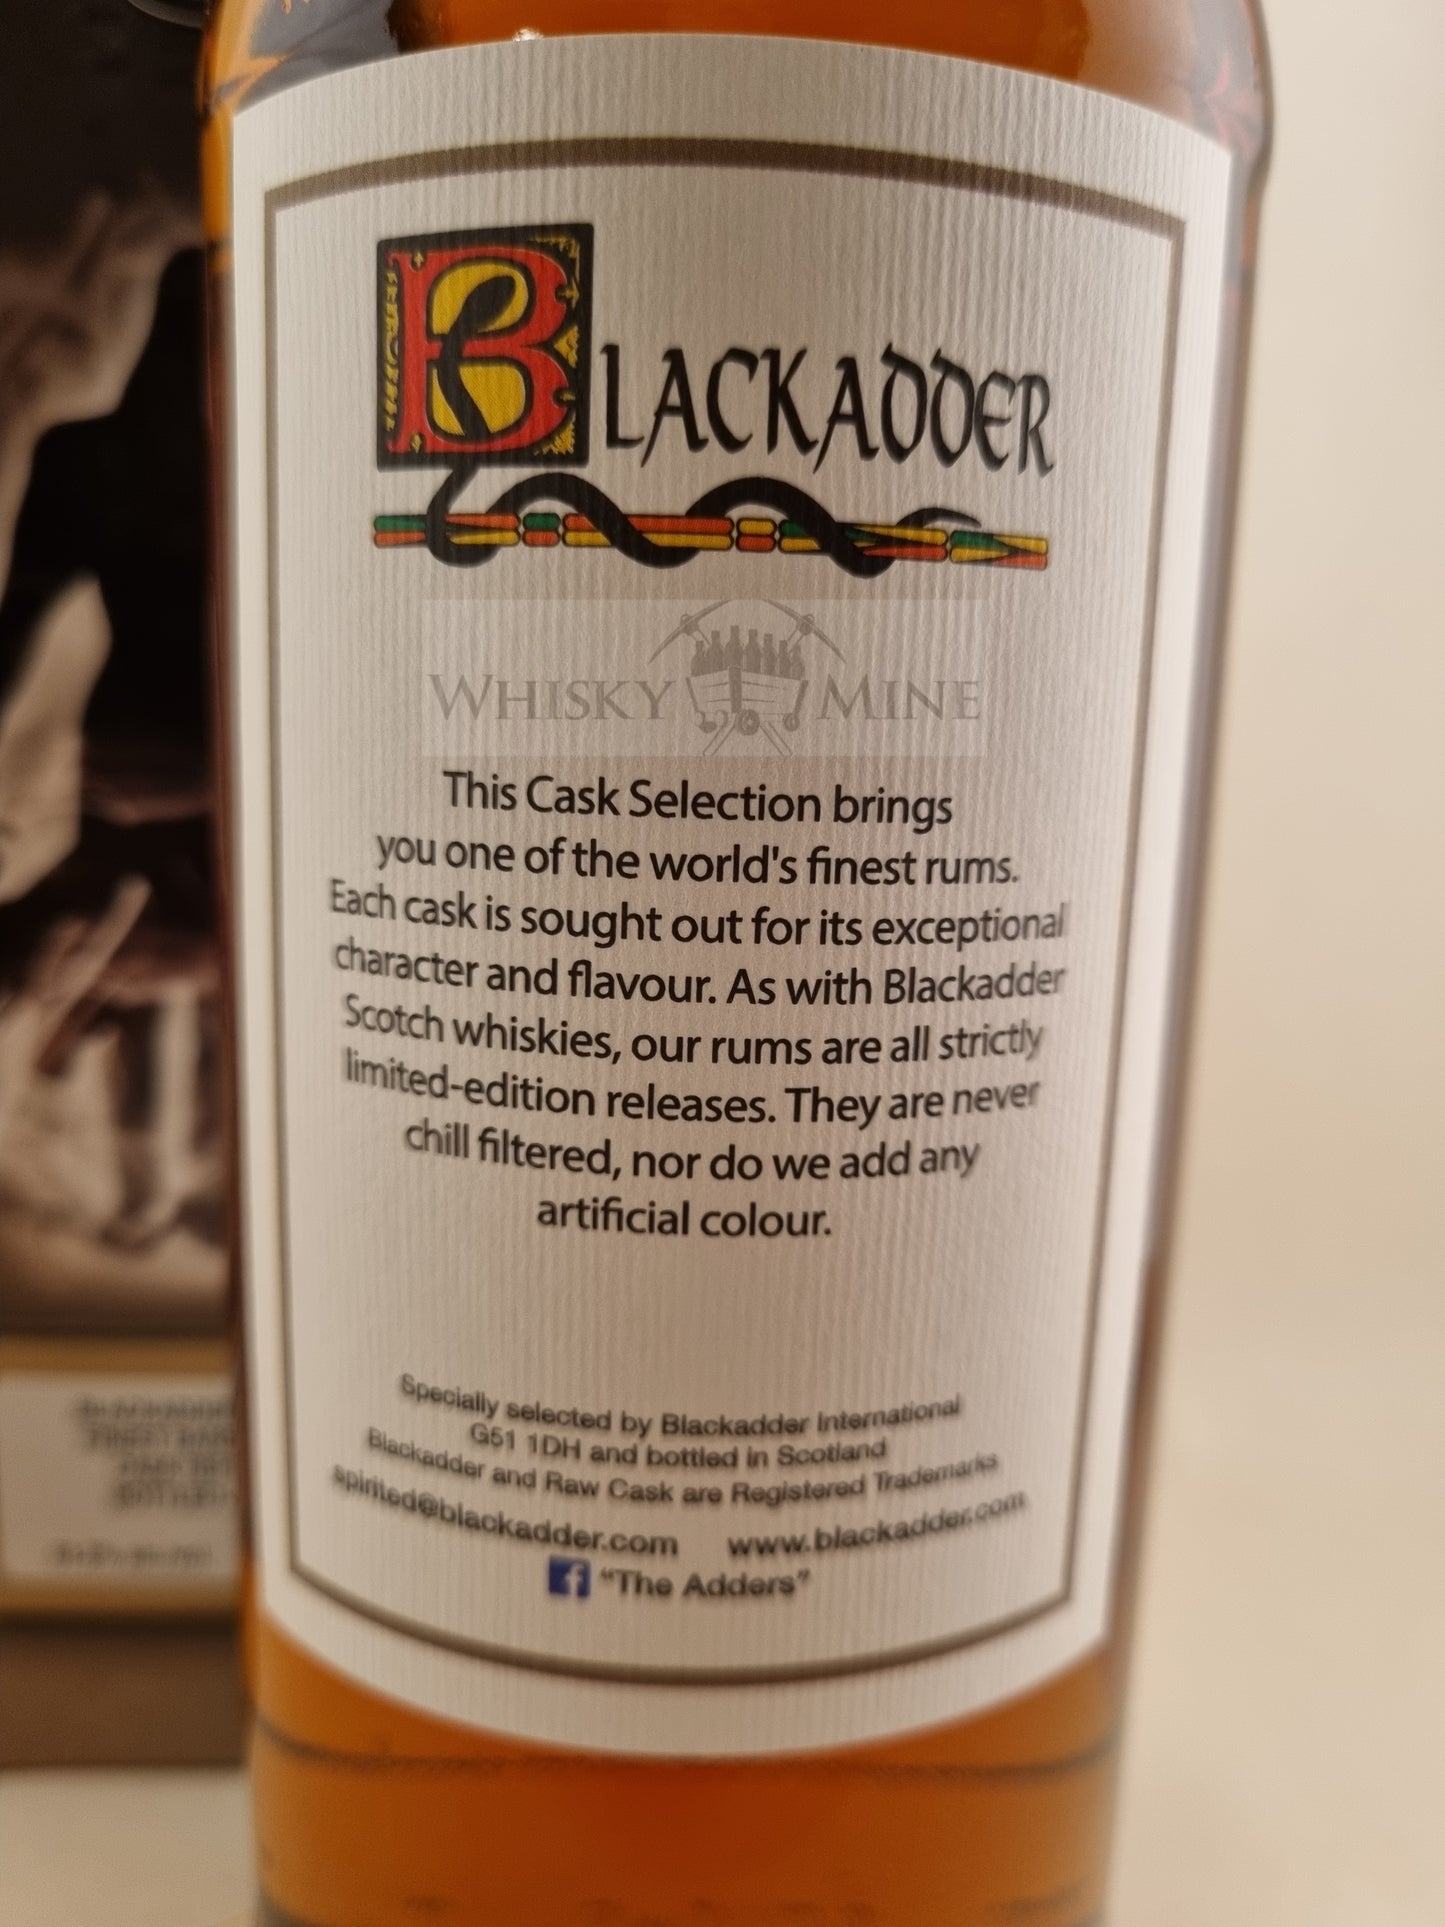 BLACKADDER
WHISKY MINE
This Cask Selection brings
you one of the world's finest rums.
Each cask is sought out for its exceptional
character and flavour. As with Blackadder
Scotch whiskies, our rums are all strictly
limited-edition releases. They are never
chill filtered, nor do we add any
artificial colour.
Specially selected by Blackadder International
G51 1DH and bottled in Scotland
Blackadder and Raw Cask are Registered Trademarks
spirited@blackadder.com www.blackadder.com
f "The Adders"